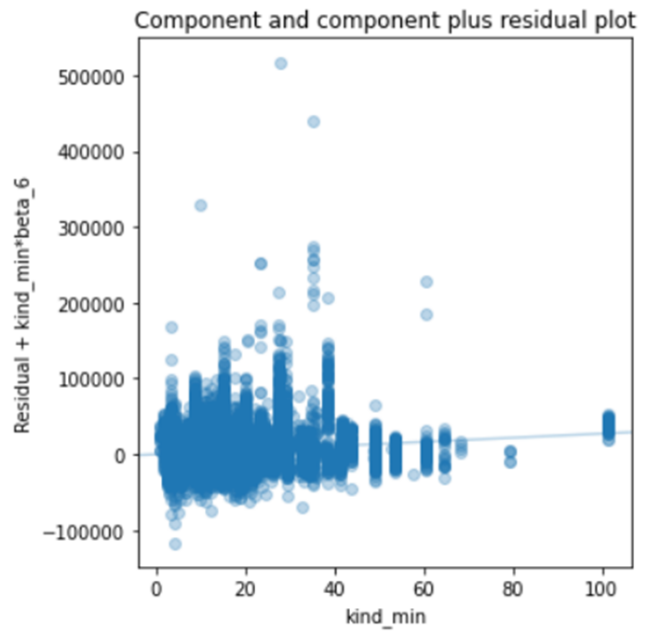 Component and component plus residual plot
Residual + kind_min*beta_6
500000
400000
300000
200000
100000
0
−100000
0 20 40 60 80 100
kind_min